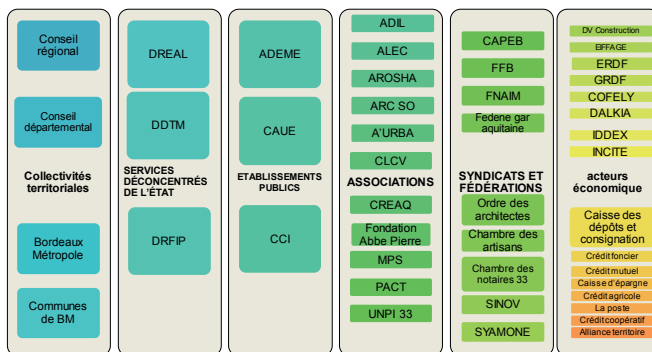 Conseil
régional
Conseil
départemental
Collectivités
territoriales
Bordeaux
Métropole
Communes
de BM
DREAL
DDTM
SERVICES
DÉCONCENTRÉS
DE L'ÉTAT
DRFIP
ADEME
CAUE
ETABLISSEMENTS
PUBLICS
CCI
ADIL
ALEC
AROSHA
ARC SO
A'URBA
CLCV
ASSOCIATIONS
CREAQ
Fondation
Abbe Pierre
MPS
PACT
UNPI 33
CAPEB
FFB
FNAIM
Fedene gar
aquitaine
SYNDICATS ET
FÉDÉRATIONS
Ordre des
architectes
Chambre des
artisans
Chambre des
notaires 33
SINOV
SYAMONE
DV Construction
EIFFAGE
ERDF
GRDF
COFELY
DALKIA
IDDEX
INCITE
acteurs
économique
Caisse des
dépôts et
consignation
Crédit foncier
Crédit mutuel
Caisse d'épargne
Crédit agricole
La poste
Crédit coopératif
Alliance territoire